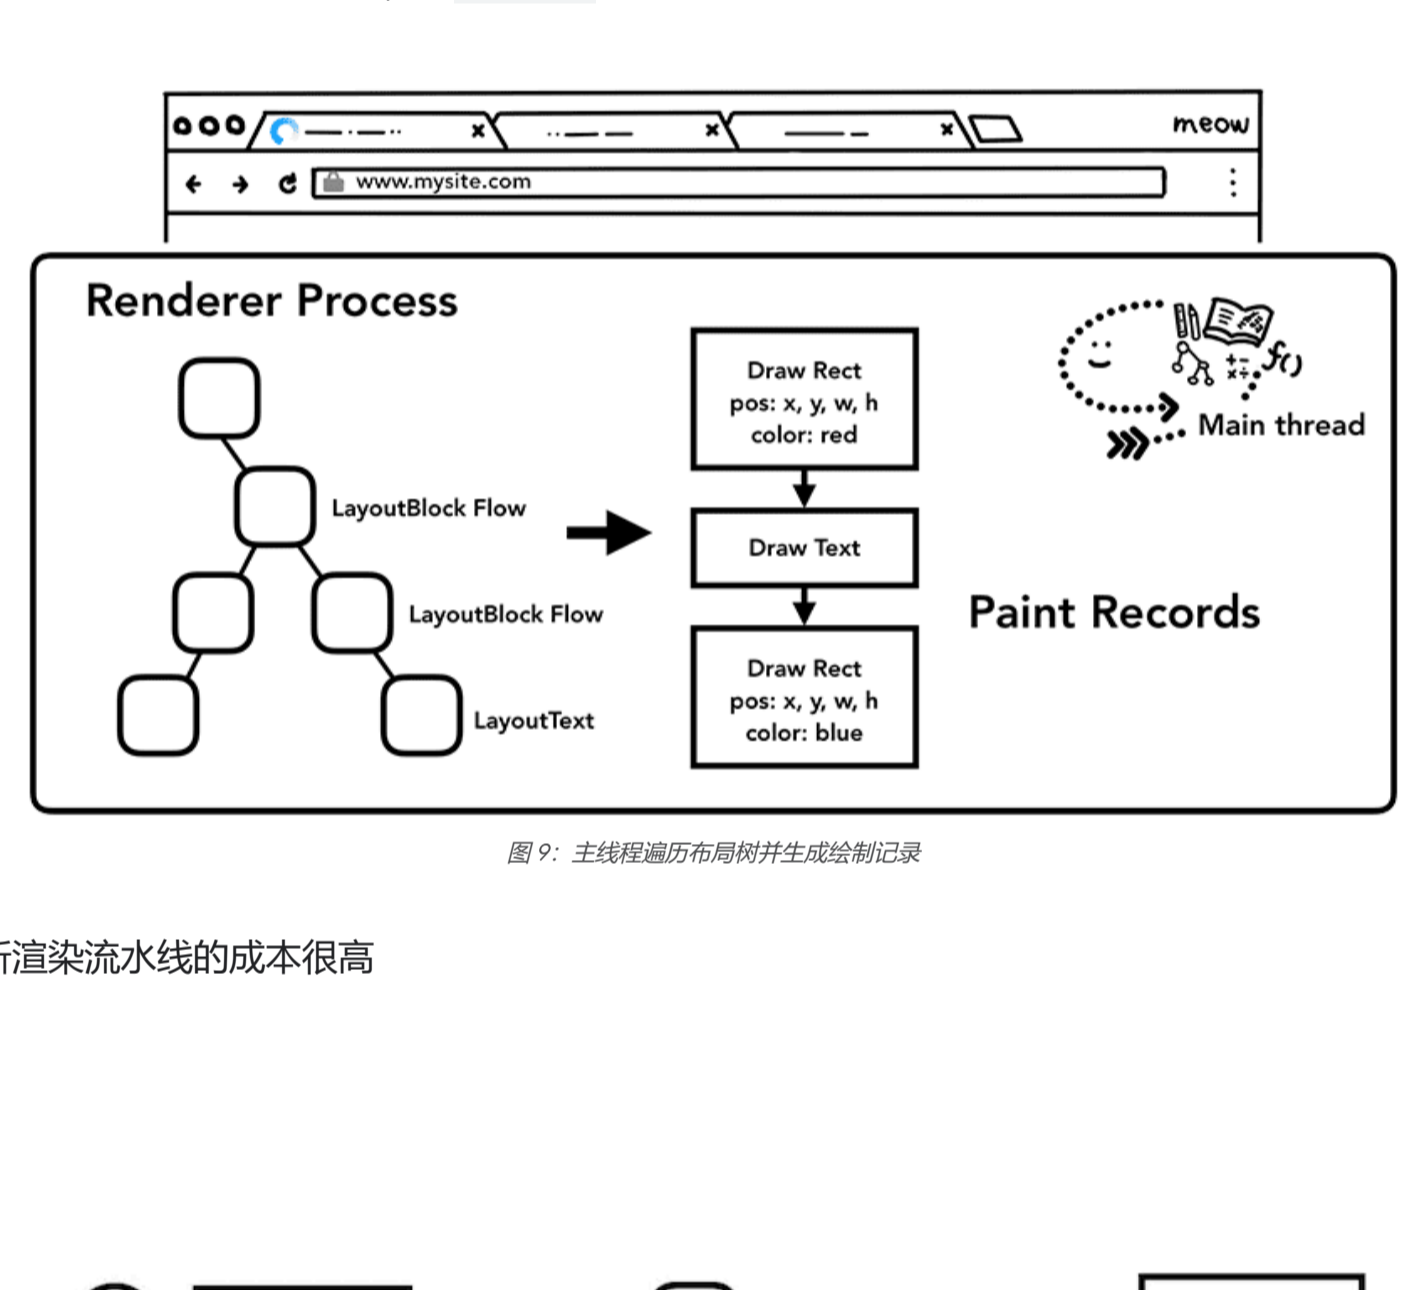 meow
www.mysite.com
Renderer Process
LayoutBlock Flow
LayoutBlock Flow
LayoutText
Draw Rect
pos: x, y, w, h
color: red
Draw Text
Draw Rect
pos: x, y, w, h
color: blue
f()
Main thread
Paint Records
图 9：主线程遍历布局树并生成绘制记录
渲染流水线的成本很高